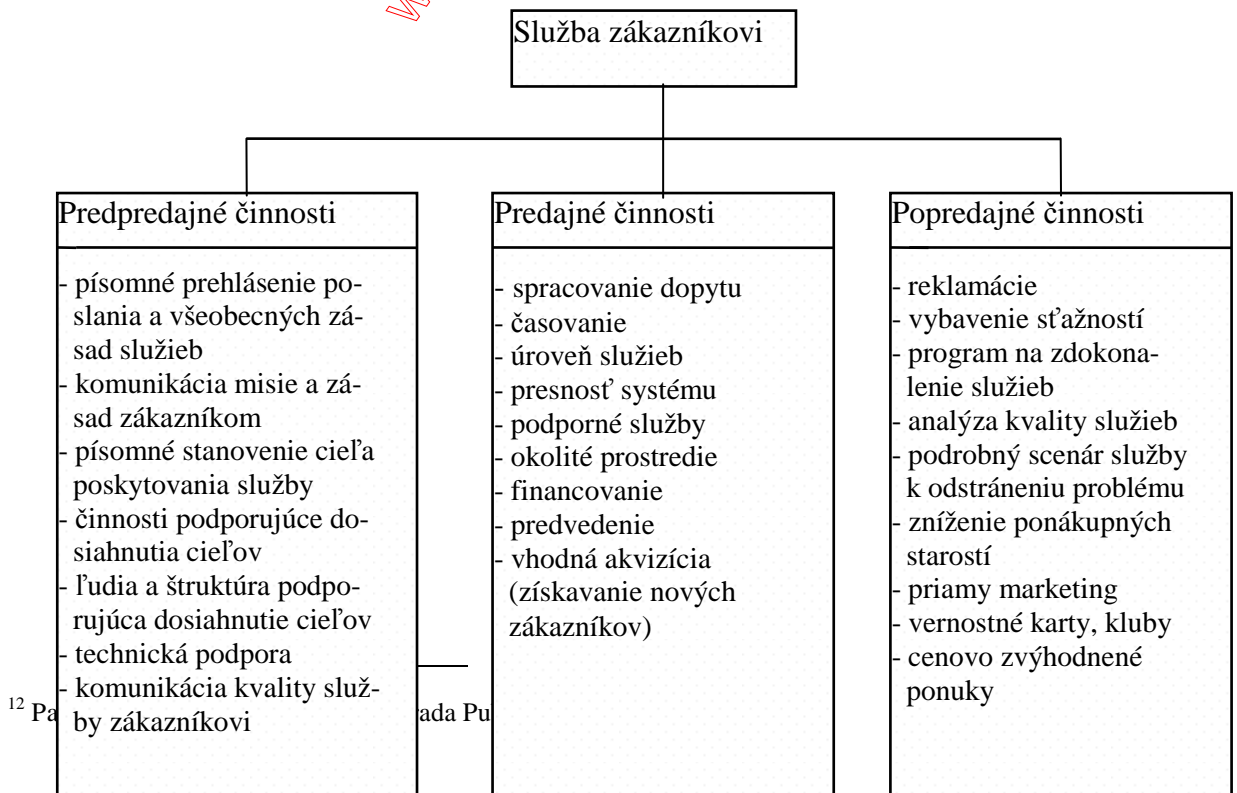 Služba zákazníkovi
Predpredajné činnosti
- písomné prehlásenie po-
slania a všeobecných zá-
sad služieb
- komunikácia misie a zá-
sad zákazníkom
- písomné stanovenie cieľa
poskytovania služby
- činnosti podporujúce do-
siahnutia cieľov
- ľudia a štruktúra podpo-
rujúca dosiahnutie cieľov
- technická podpora
- komunikácia kvality služ-
by zákazníkovi
Predajné činnosti
- spracovanie dopytu
- časovanie
- úroveň služieb
- presnosť systému
- podporné služby
- okolité prostredie
- financovanie
- predvedenie
- vhodná akvizícia
(získavanie nových
zákazníkov)
Popredajné činnosti
- reklamácie
- vybavenie sťažností
- program na zdokona-
lenie služieb
- analýza kvality služieb
- podrobný scenár služby
k odstráneniu problému
- zníženie ponákupných
starostí
- priamy marketing
- vernostné karty, kluby
- cenovo zvýhodnené
ponuky
12